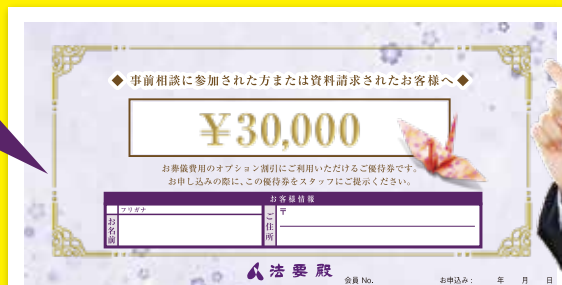 ◆ 事前相談に参加された方または資料請求されたお客様へ ◆
¥30,000
お葬儀費用のオプション割引にご利用いただけるご優待券です。
お申し込みの際に、この優待券をスタッフにご提示ください。
お客様情報
フリガナ
お名前
ご住所
〒
法要殿
会員 No.
お申込み： 年 月 日